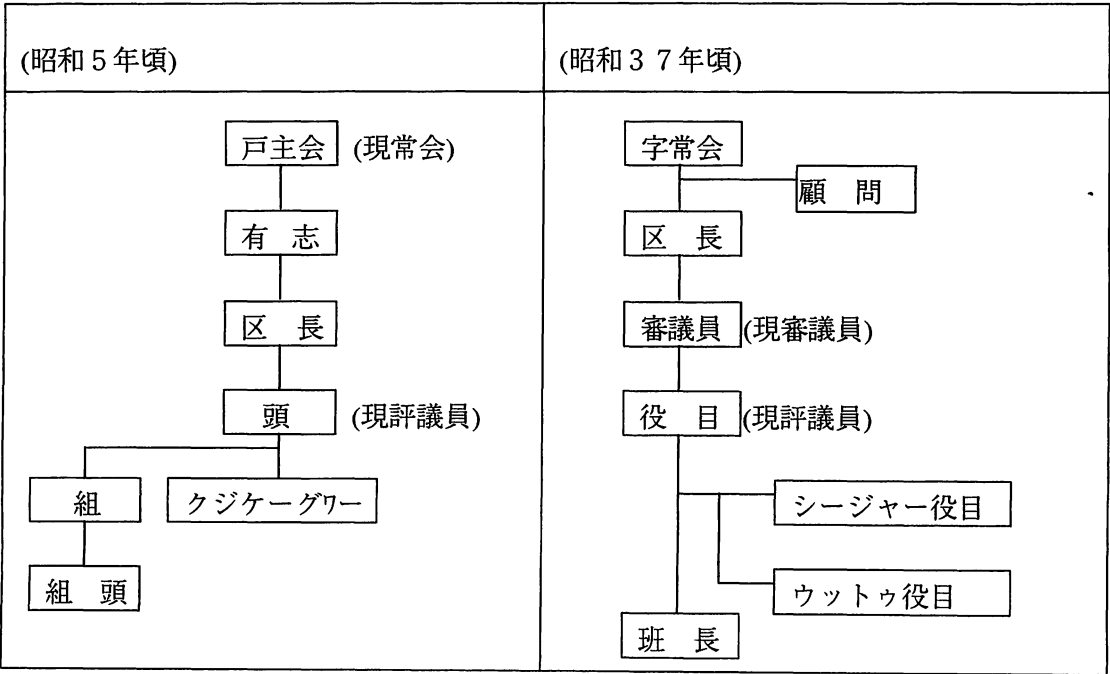 (昭和５年頃)
戸主会 (現常会)
有 志
区 長
頭 (現評議員)
組 クジケーグワー
組 頭
(昭和３７年頃)
字常会
顧 問
区 長
審議員 (現審議員)
役 目 (現評議員)
シージャー役目
ウットゥ役目
班 長